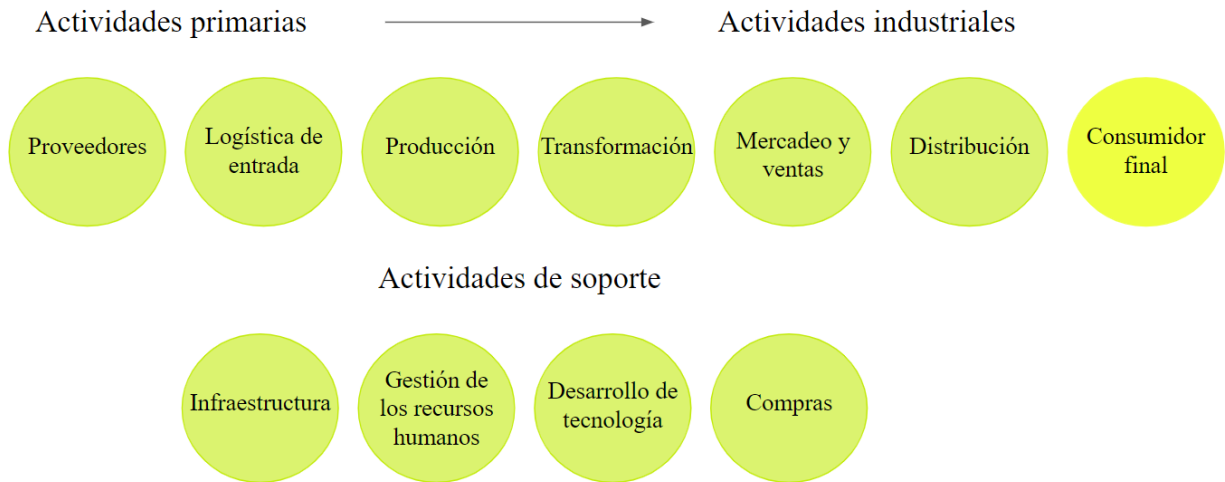 Actividades primarias
Actividades industriales
Proveedores
Logística de
entrada
Producción
Transformación
Mercadeo y
ventas
Distribución
Consumidor
final
Actividades de soporte
Infraestructura
Gestión de
los recursos
humanos
Desarrollo de
tecnología
Compras